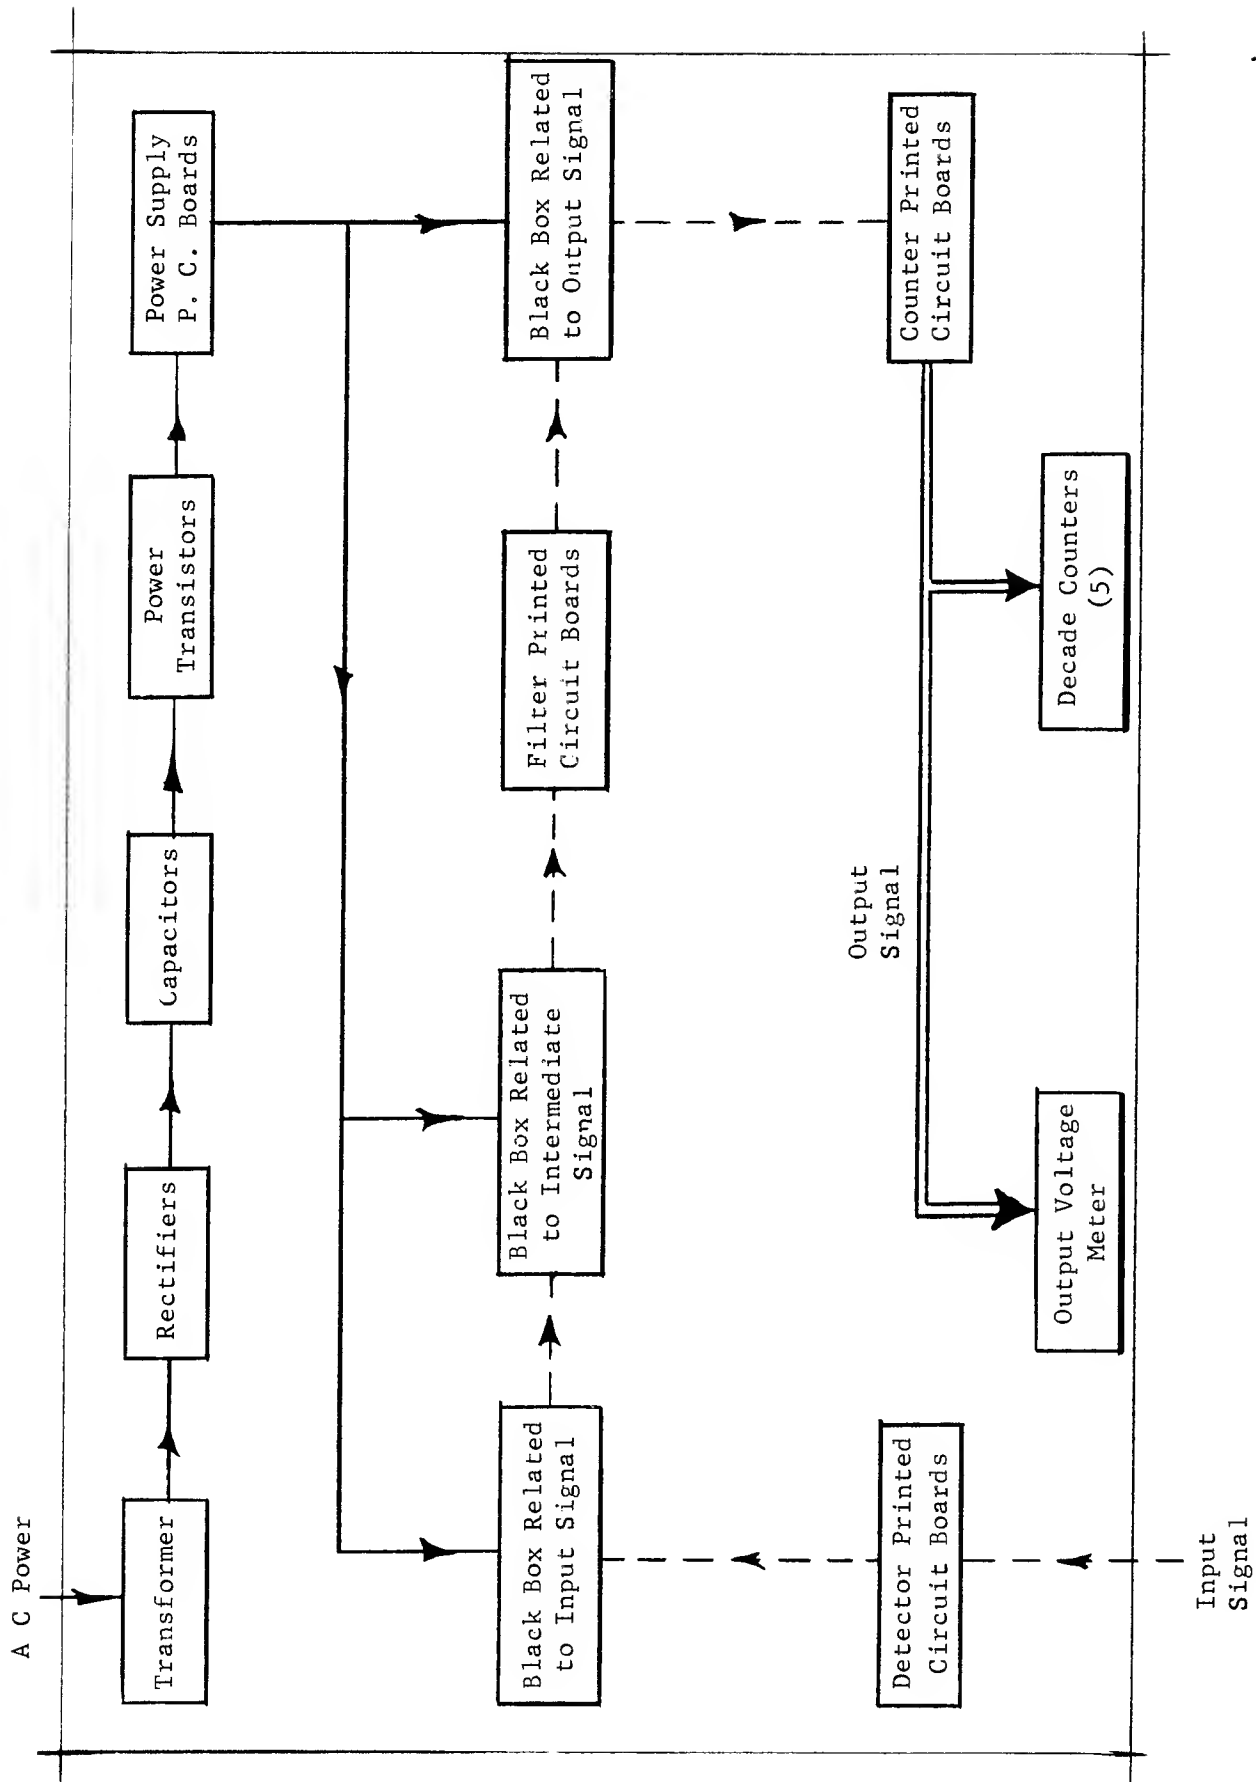 A C Power
Transformer
Rectifiers
Capacitors
Power
Transistors
Power Supply
P. C. Boards
Black Box Related
to Input Signal
Black Box Related
to Intermediate
Signal
Filter Printed
Circuit Boards
Black Box Related
to Output Signal
Detector Printed
Circuit Boards
Output
Signal
Counter Printed
Circuit Boards
Output Voltage
Meter
Decade Counters
(5)
Input
Signal